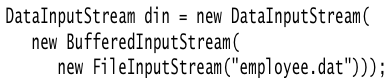 DataInputStream din = new DataInputStream(
new BufferedInputStream(
new FileInputStream("employee.dat")));